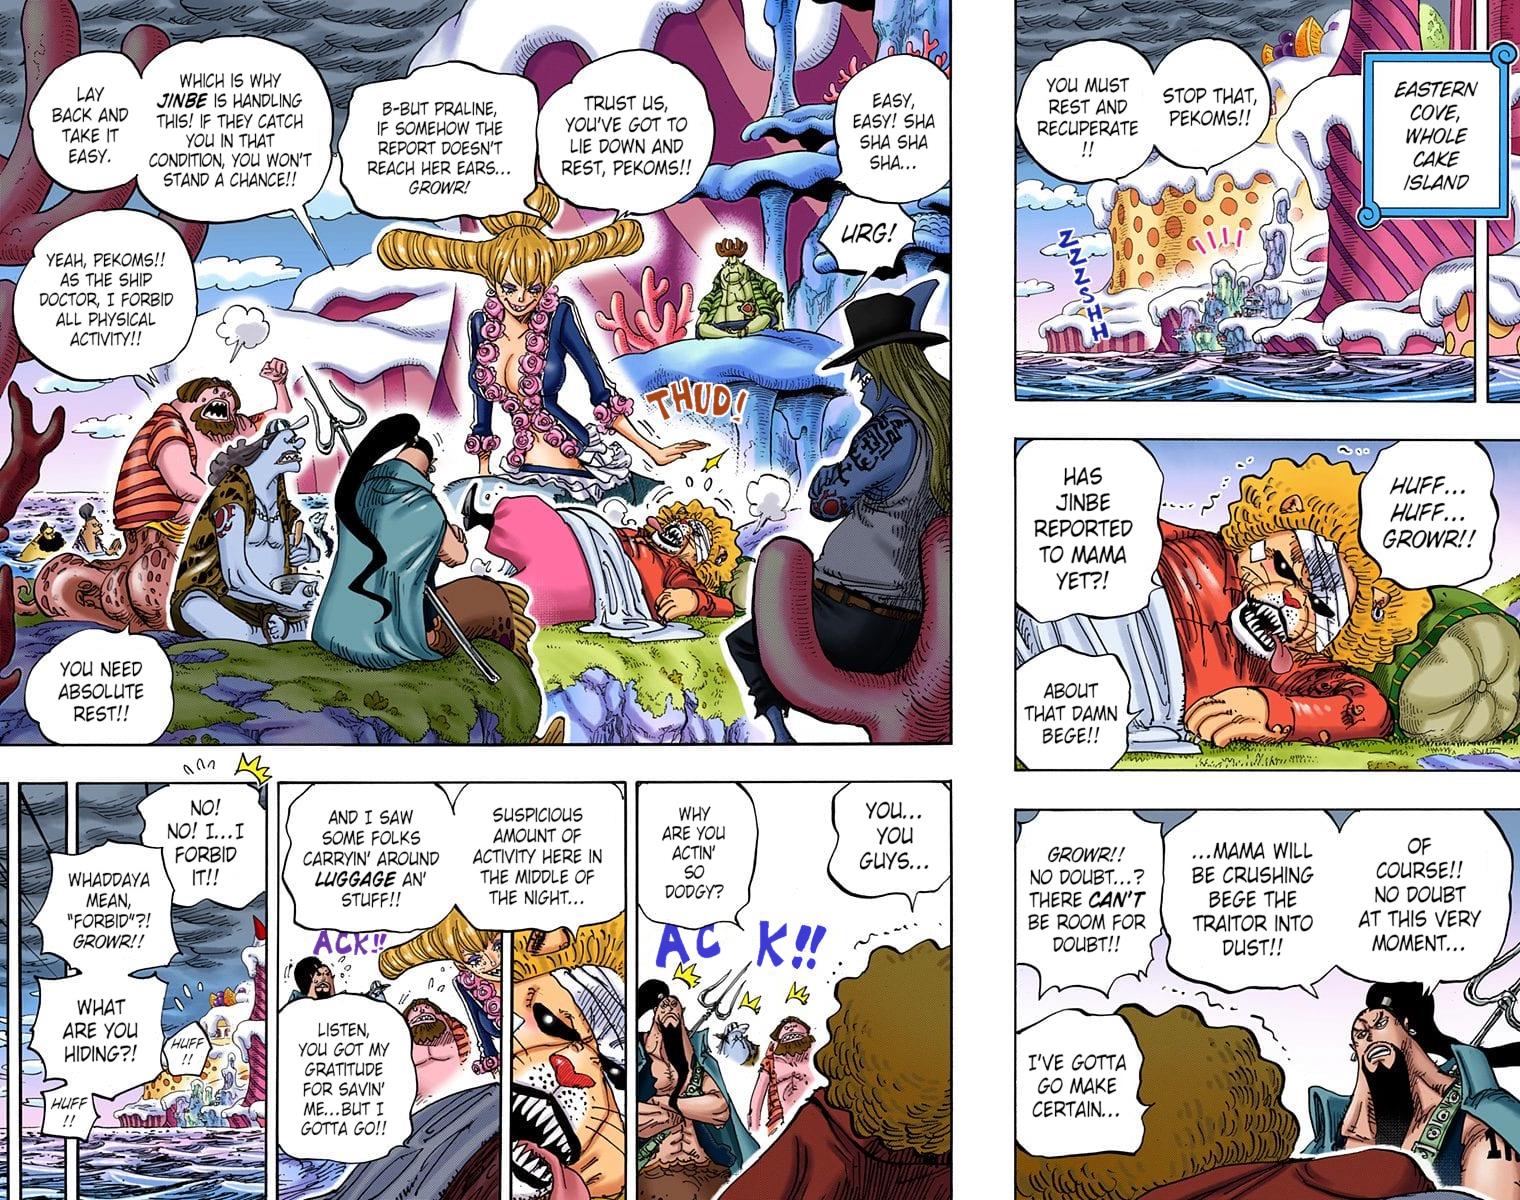 EASTERN
COVE,
WHOLE
CAKE
ISLAND
STOP THAT,
PEKOMS!!
YOU MUST
REST AND
RECUPERATE
!!
ZZZSHH
HUFF...
HUFF...
GROWR!!
HAS
JINBE
REPORTED
TO MAMA
YET?!
ABOUT
THAT DAMN
BEGE!!
OF
COURSE!!
NO DOUBT
AT THIS VERY
MOMENT...
...MAMA WILL
BE CRUSHING
BEGE THE
TRAITOR INTO
DUST!!
GROWR!!
NO DOUBT...?
THERE CAN'T
BE ROOM FOR
DOUBT!!
I'VE GOTTA
GO MAKE
CERTAIN...
EASY,
EASY! SHA
SHA SHA
SHA...
URG!
TRUST US,
YOU'VE GOT TO
LIE DOWN AND
REST, PEKOMS!!
THUD!
B-BUT PRALINE,
IF SOMEHOW THE
REPORT DOESN'T
REACH HER EARS...
GROWR!
WHICH IS WHY
JINBE IS HANDLING
THIS! IF THEY CATCH
YOU IN THAT
CONDITION, YOU WON'T
STAND A CHANCE!!
LAY
BACK AND
TAKE IT
EASY.
YEAH, PEKOMS!!
AS THE SHIP
DOCTOR, I FORBID
ALL PHYSICAL
ACTIVITY!!
YOU NEED
ABSOLUTE
REST!!
YOU...
YOU
GUYS...
WHY
ARE YOU
ACTIN'
SO
DODGY?
ACK!!
SUSPICIOUS
AMOUNT OF
ACTIVITY HERE IN
THE MIDDLE OF
THE NIGHT...
AND I SAW
SOME FOLKS
CARRYIN' AROUND
LUGGAGE AN'
STUFF!!
ACK!!
LISTEN,
YOU GOT MY
GRATITUDE
FOR SAVIN'
ME...BUT I
GOTTA GO!!
NO!
NO! I...I
FORBID
IT!!
WHADDAYA
MEAN,
"FORBID"?!
GROWR!!
WHAT
ARE YOU
HIDING?!
HUFF
!!
HUFF
!!